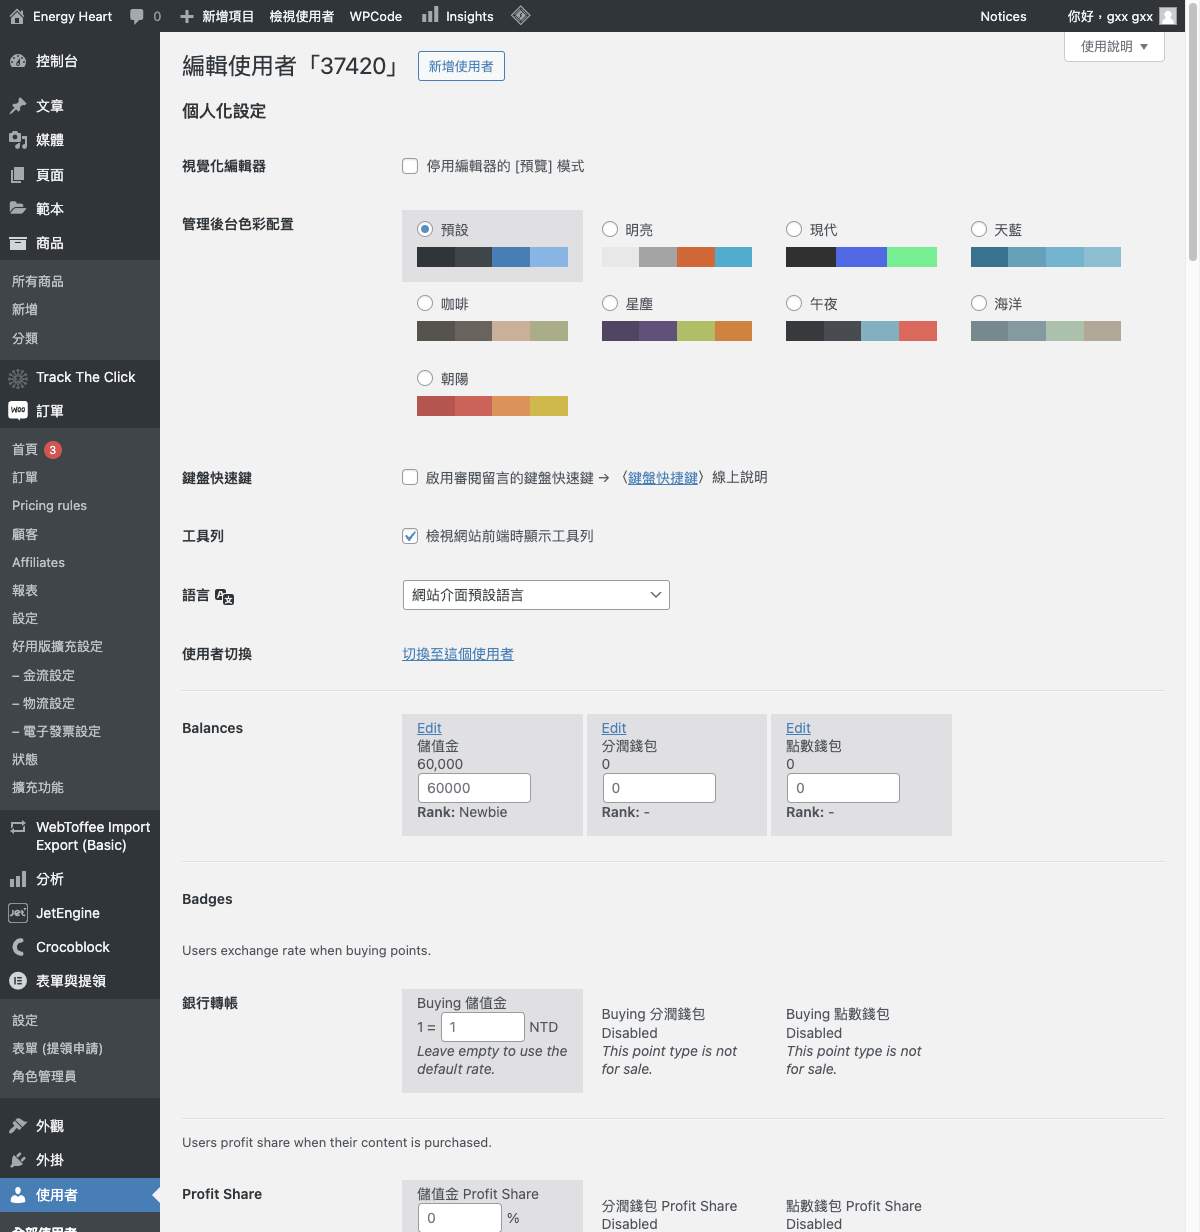 Energy Heart 0 新增項目 檢視使用者 WPCode Insights Notices 你好，gxx gxx
使用說明
控制台
文章
媒體
頁面
範本
商品
所有商品
新增
分類
Track The Click
訂單
首頁 3
訂單
Pricing rules
顧客
Affiliates
報表
設定
好用版擴充設定
– 金流設定
– 物流設定
– 電子發票設定
狀態
擴充功能
WebToffee Import
Export (Basic)
分析
JetEngine
Crocoblock
表單與提領
設定
表單 (提領申請)
角色管理員
外觀
外掛
使用者
全部使用者
編輯使用者「37420」 新增使用者
個人化設定
視覺化編輯器 停用編輯器的 [預覽] 模式
管理後台色彩配置
預設 明亮 現代 天藍
咖啡 星塵 午夜 海洋
朝陽
鍵盤快速鍵 啟用審閱留言的鍵盤快速鍵 → 〈鍵盤快捷鍵〉線上說明
工具列 檢視網站前端時顯示工具列
語言 網站介面預設語言
使用者切換 切換至這個使用者
Balances
Edit
儲值金
60,000
60000
Rank: Newbie
Edit
分潤錢包
0
0
Rank: -
Edit
點數錢包
0
0
Rank: -
Badges
Users exchange rate when buying points.
銀行轉帳
Buying 儲值金
1 = 1 NTD
Leave empty to use the
default rate.
Buying 分潤錢包
Disabled
This point type is not
for sale.
Buying 點數錢包
Disabled
This point type is not
for sale.
Users profit share when their content is purchased.
Profit Share
儲值金 Profit Share
0 %
分潤錢包 Profit Share
Disabled
點數錢包 Profit Share
Disabled